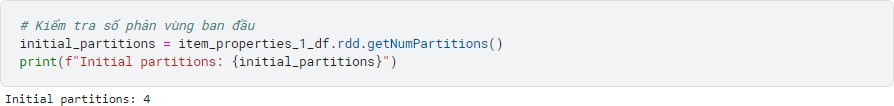 # Kiểm tra số phân vùng ban đầu
initial_partitions = item_properties_1_df.rdd.getNumPartitions()
print(f"Initial partitions: {initial_partitions}")
Initial partitions: 4